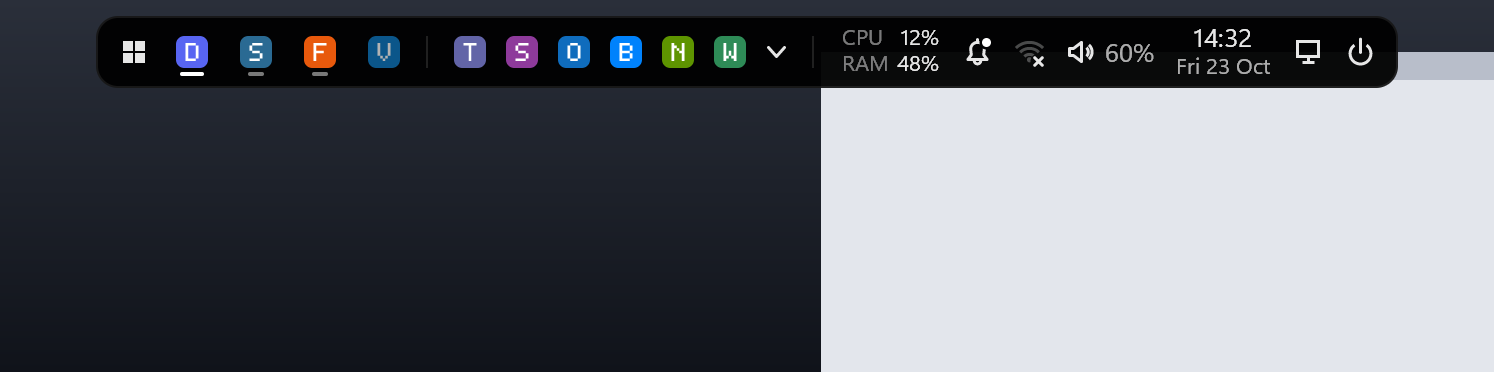 D S F V T S O B N W
CPU 12%
RAM 48%
60%
14:32
Fri 23 Oct